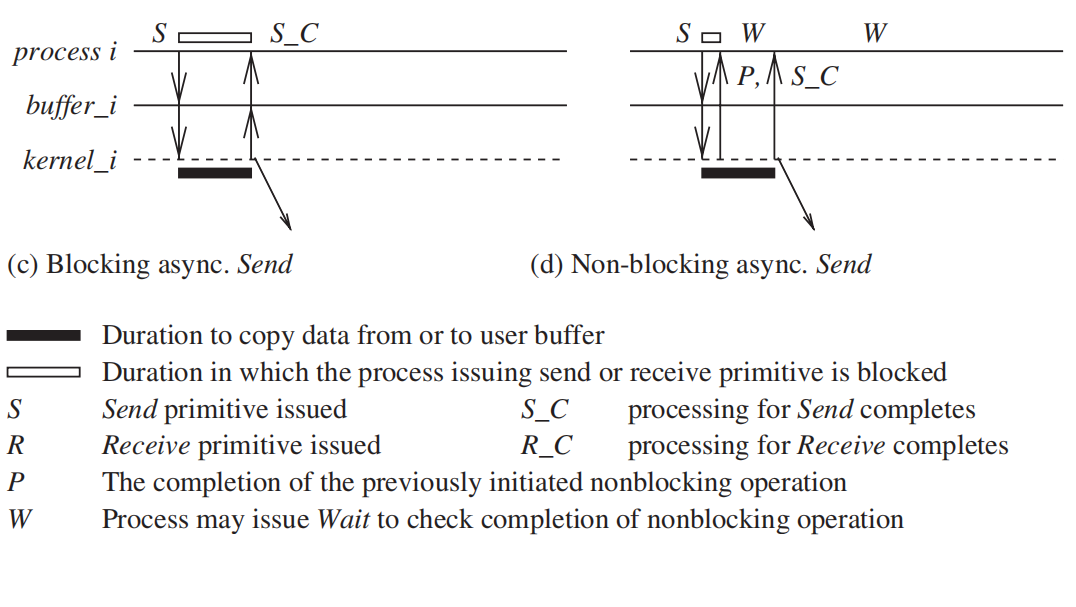 S S_C S W W
process i
P, S_C
buffer_i
kernel_i
(c) Blocking async. Send (d) Non-blocking async. Send
Duration to copy data from or to user buffer
Duration in which the process issuing send or receive primitive is blocked
S Send primitive issued S_C processing for Send completes
R Receive primitive issued R_C processing for Receive completes
P The completion of the previously initiated nonblocking operation
W Process may issue Wait to check completion of nonblocking operation